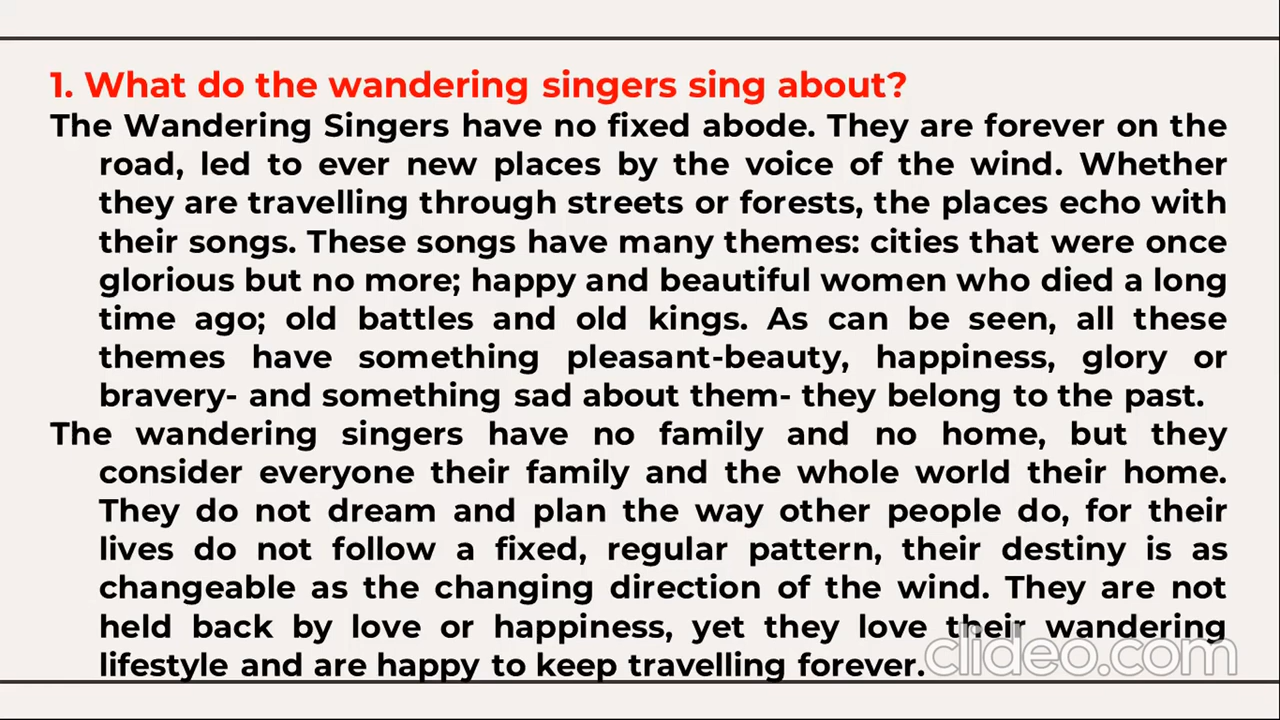 1. What do the wandering singers sing about?
The Wandering Singers have no fixed abode. They are forever on the
road, led to ever new places by the voice of the wind. Whether
they are travelling through streets or forests, the places echo with
their songs. These songs have many themes: cities that were once
glorious but no more; happy and beautiful women who died a long
time ago; old battles and old kings. As can be seen, all these
themes have something pleasant-beauty, happiness, glory or
bravery- and something sad about them- they belong to the past.
The wandering singers have no family and no home, but they
consider everyone their family and the whole world their home.
They do not dream and plan the way other people do, for their
lives do not follow a fixed, regular pattern, their destiny is as
changeable as the changing direction of the wind. They are not
held back by love or happiness, yet they love their wandering
lifestyle and are happy to keep travelling forever.
clideo.com